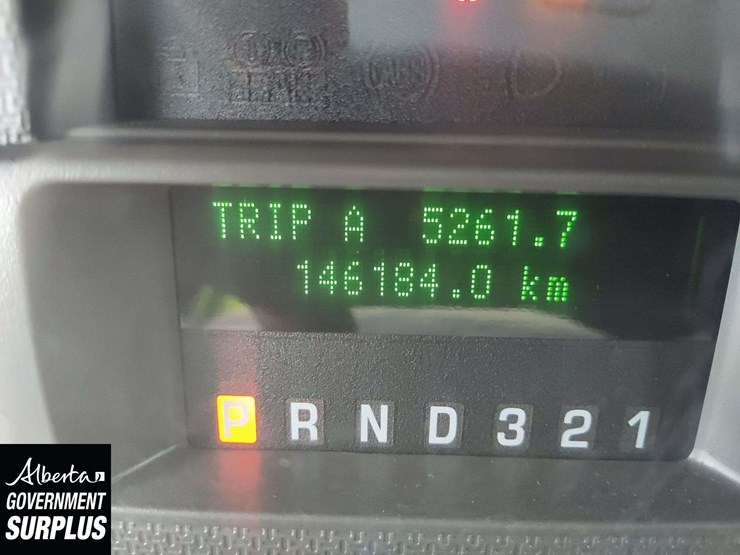 TRIP A 5261.7
146184.0 km
P R N D 3 2 1
Alberta
GOVERNMENT
SURPLUS